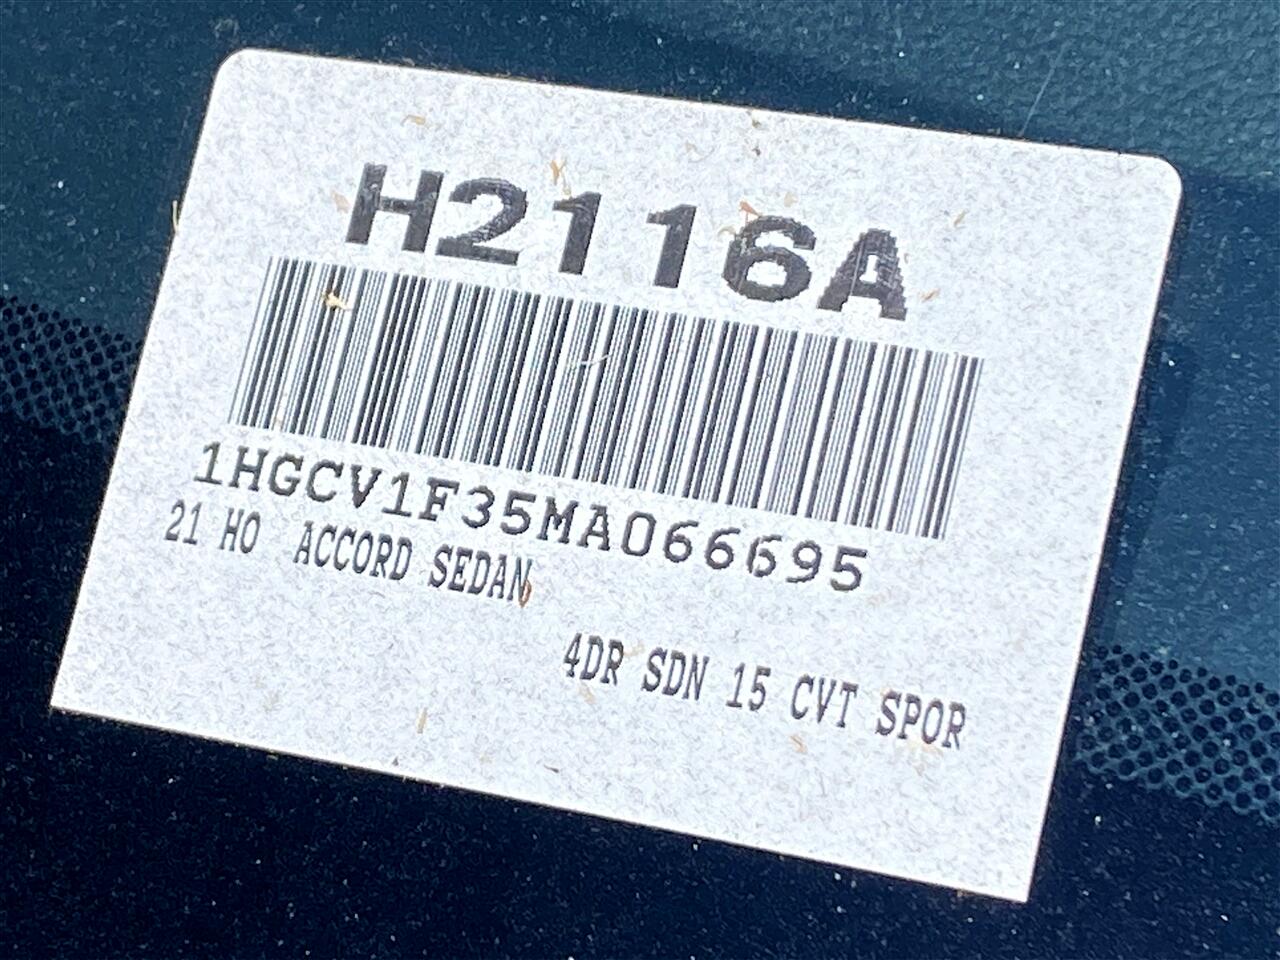 H2116A
1HGCV1F35MA066695
21 HO ACCORD SEDAN
4DR SDN 15 CVT SPOR